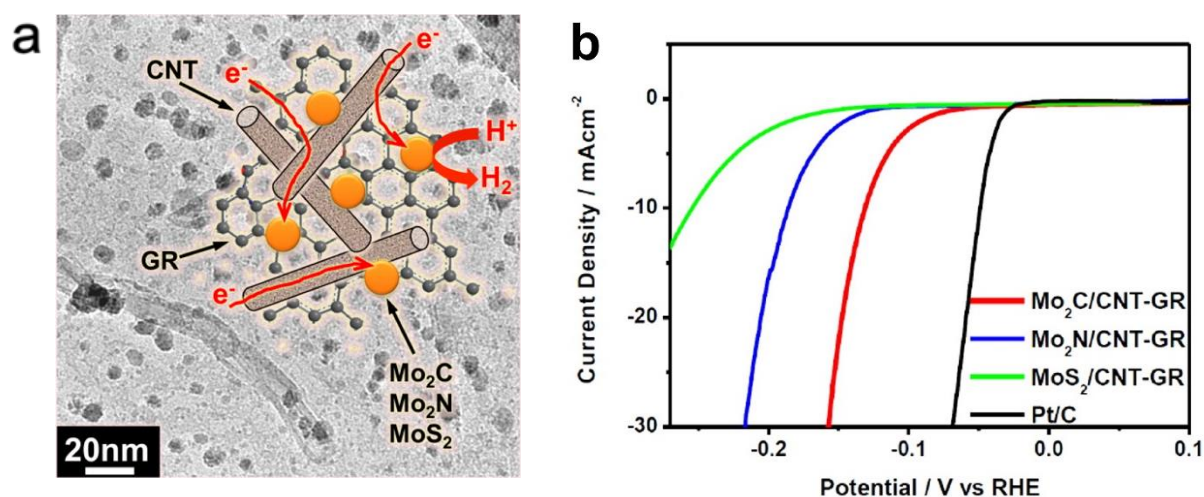 a
e⁻
CNT
e⁻
H⁺
H₂
GR
e⁻
Mo₂C
Mo₂N
MoS₂
20nm
b
Current Density / mAcm⁻²
0
-10
-20
-30
Mo₂C/CNT-GR
Mo₂N/CNT-GR
MoS₂/CNT-GR
Pt/C
-0.2
-0.1
0.0
0.1
Potential / V vs RHE